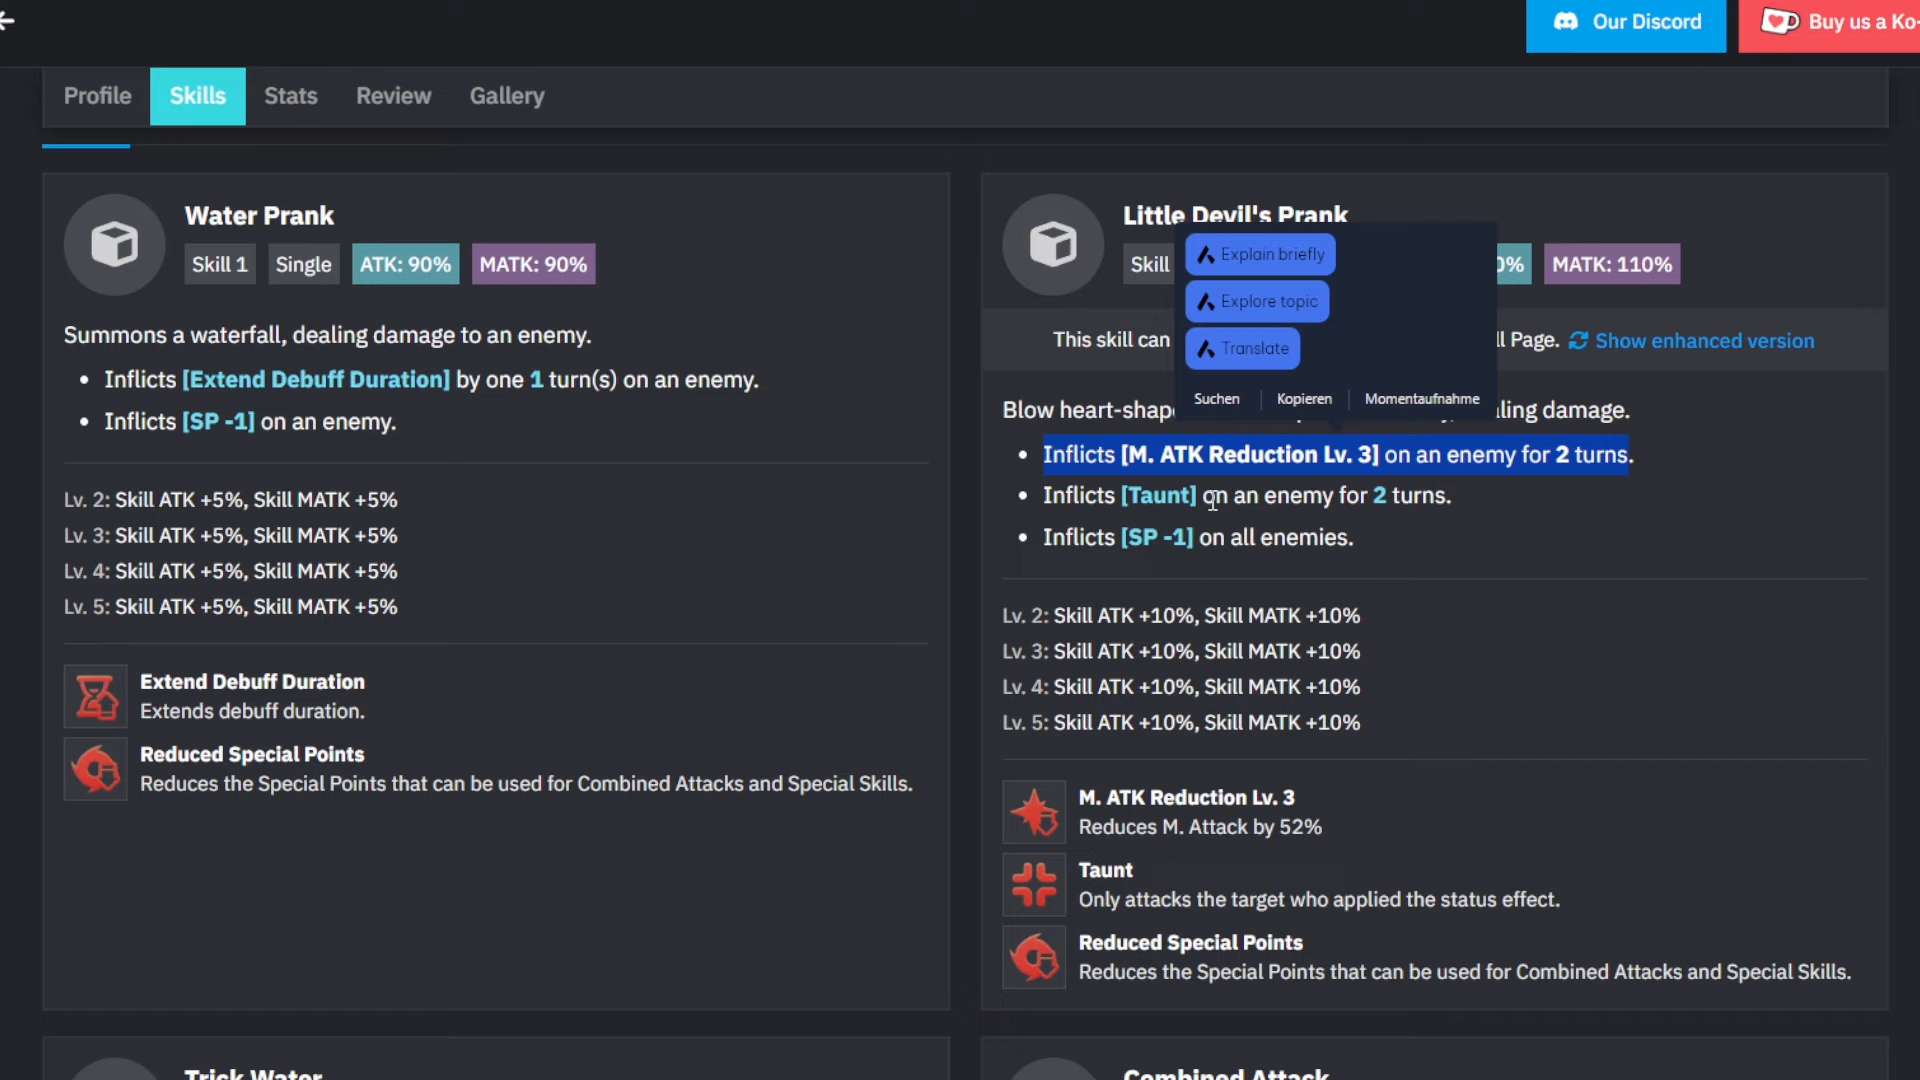 Our Discord
Buy us a Ko-
Profile
Skills
Stats
Review
Gallery
Water Prank
Skill 1
Single
ATK: 90%
MATK: 90%
Summons a waterfall, dealing damage to an enemy.
• Inflicts [Extend Debuff Duration] by one 1 turn(s) on an enemy.
• Inflicts [SP -1] on an enemy.
Lv. 2: Skill ATK +5%, Skill MATK +5%
Lv. 3: Skill ATK +5%, Skill MATK +5%
Lv. 4: Skill ATK +5%, Skill MATK +5%
Lv. 5: Skill ATK +5%, Skill MATK +5%
Extend Debuff Duration
Extends debuff duration.
Reduced Special Points
Reduces the Special Points that can be used for Combined Attacks and Special Skills.
Trick Water
Little Devil's Prank
Skill
0%
MATK: 110%
Explain briefly
Explore topic
Translate
Suchen
Kopieren
Momentaufnahme
This skill can ll Page. Show enhanced version
Blow heart-shape ling damage.
• Inflicts [M. ATK Reduction Lv. 3] on an enemy for 2 turns.
• Inflicts [Taunt] on an enemy for 2 turns.
• Inflicts [SP -1] on all enemies.
Lv. 2: Skill ATK +10%, Skill MATK +10%
Lv. 3: Skill ATK +10%, Skill MATK +10%
Lv. 4: Skill ATK +10%, Skill MATK +10%
Lv. 5: Skill ATK +10%, Skill MATK +10%
M. ATK Reduction Lv. 3
Reduces M. Attack by 52%
Taunt
Only attacks the target who applied the status effect.
Reduced Special Points
Reduces the Special Points that can be used for Combined Attacks and Special Skills.
Combined Attack